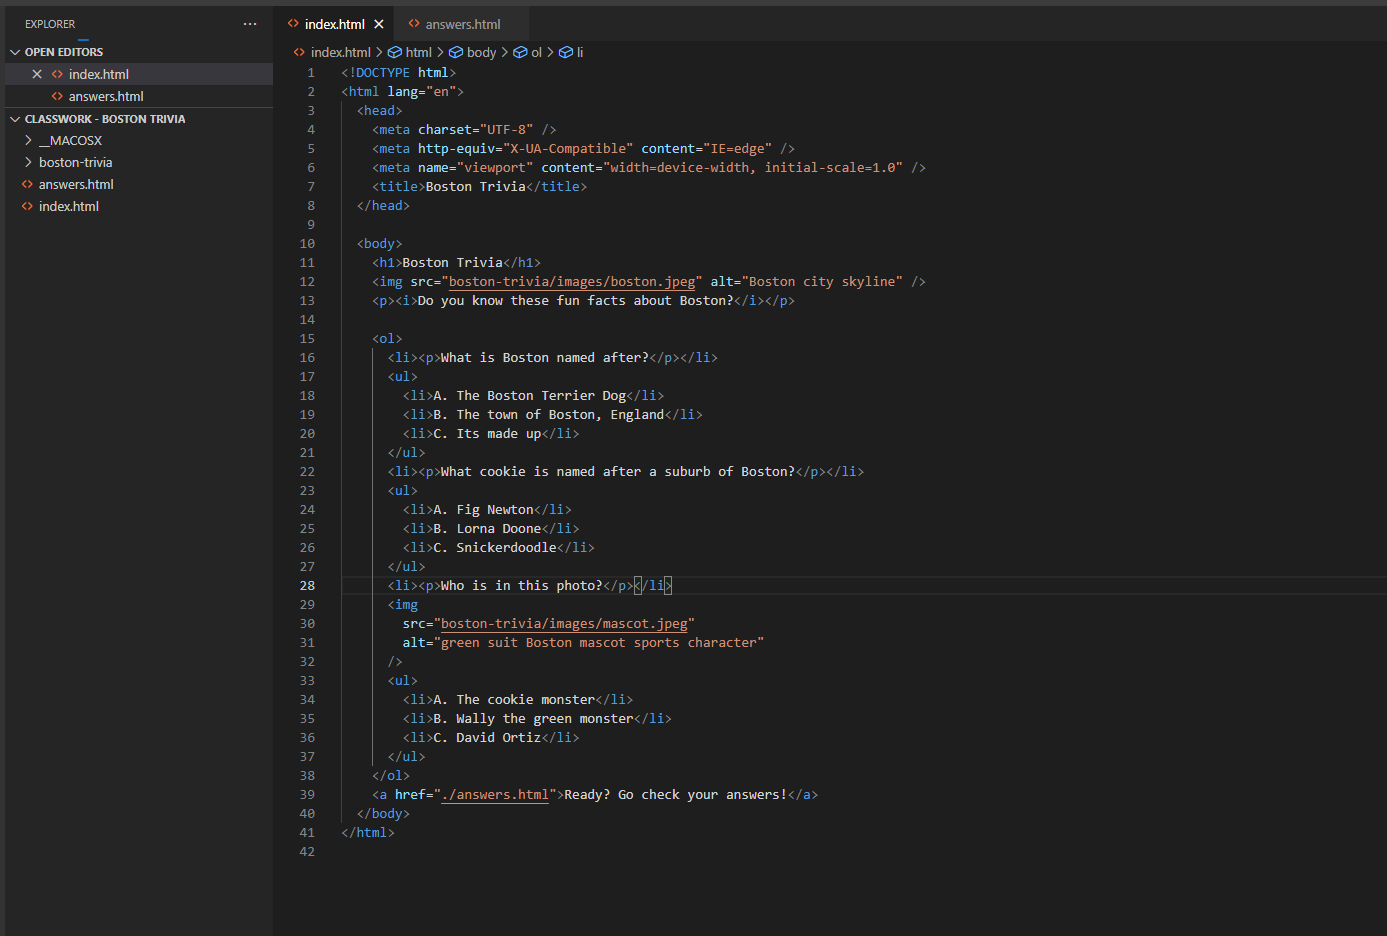 EXPLORER
OPEN EDITORS
index.html
answers.html
CLASSWORK - BOSTON TRIVIA
__MACOSX
boston-trivia
answers.html
index.html
index.html answers.html
index.html > html > body > ol > li
1 <!DOCTYPE html>
2 <html lang="en">
3   <head>
4     <meta charset="UTF-8" />
5     <meta http-equiv="X-UA-Compatible" content="IE=edge" />
6     <meta name="viewport" content="width=device-width, initial-scale=1.0" />
7     <title>Boston Trivia</title>
8   </head>
9
10   <body>
11     <h1>Boston Trivia</h1>
12     <img src="boston-trivia/images/boston.jpeg" alt="Boston city skyline" />
13     <p><i>Do you know these fun facts about Boston?</i></p>
14
15     <ol>
16       <li><p>What is Boston named after?</p></li>
17       <ul>
18         <li>A. The Boston Terrier Dog</li>
19         <li>B. The town of Boston, England</li>
20         <li>C. Its made up</li>
21       </ul>
22       <li><p>What cookie is named after a suburb of Boston?</p></li>
23       <ul>
24         <li>A. Fig Newton</li>
25         <li>B. Lorna Doone</li>
26         <li>C. Snickerdoodle</li>
27       </ul>
28       <li><p>Who is in this photo?</p></li>
29       <img
30         src="boston-trivia/images/mascot.jpeg"
31         alt="green suit Boston mascot sports character"
32       />
33       <ul>
34         <li>A. The cookie monster</li>
35         <li>B. Wally the green monster</li>
36         <li>C. David Ortiz</li>
37       </ul>
38     </ol>
39     <a href="./answers.html">Ready? Go check your answers!</a>
40   </body>
41 </html>
42